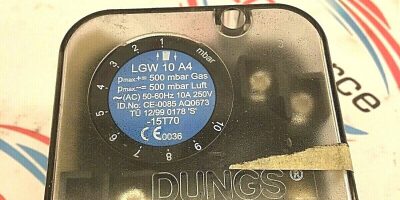 1 mbar
2
3
4
5
6
7
8
9
10
LGW 10 A4
pmax+= 500 mbar Gas
pmax-= 500 mbar Luft
~(AC) 50-60Hz 10A 250V
ID.No: CE-0085 AQ0673
TÜ 12/99 0178 'S'
-15T70
CE 0036
DUNGS®